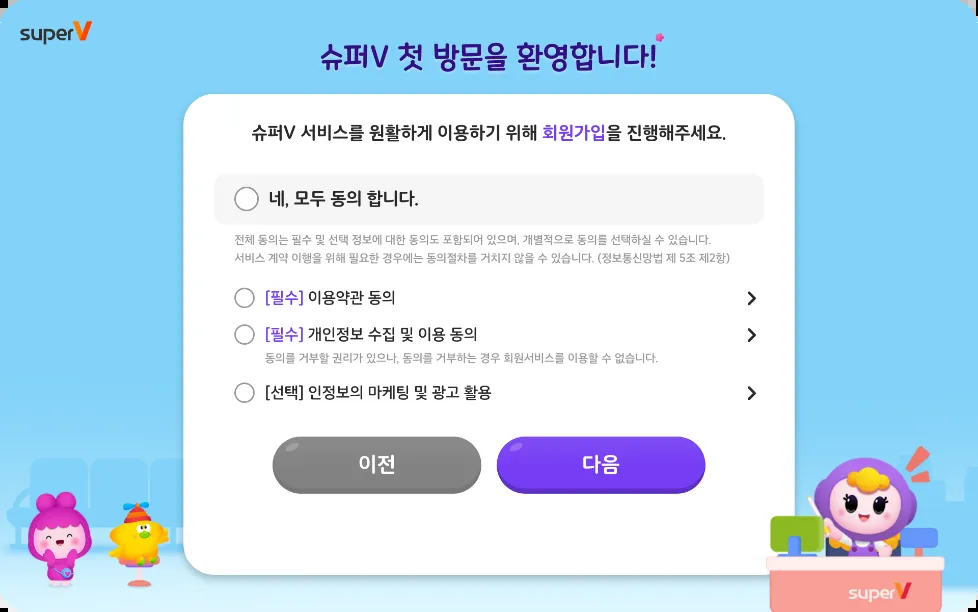 superV
슈퍼V 첫 방문을 환영합니다!
슈퍼V 서비스를 원활하게 이용하기 위해 회원가입을 진행해주세요.
네, 모두 동의 합니다.
전체 동의는 필수 및 선택 정보에 대한 동의도 포함되어 있으며, 개별적으로 동의를 선택하실 수 있습니다.
서비스 계약 이행을 위해 필요한 경우에는 동의절차를 거치지 않을 수 있습니다. (정보통신망법 제 5조 제2항)
[필수] 이용약관 동의
[필수] 개인정보 수집 및 이용 동의
동의를 거부할 권리가 있으나, 동의를 거부하는 경우 회원서비스를 이용할 수 없습니다.
[선택] 인정보의 마케팅 및 광고 활용
이전 다음
superV